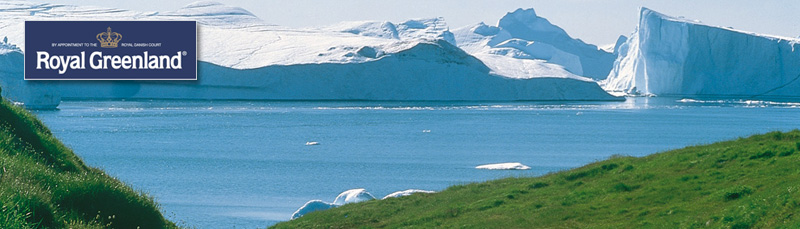 BY APPOINTMENT TO THE ROYAL DANISH COURT
Royal Greenland®